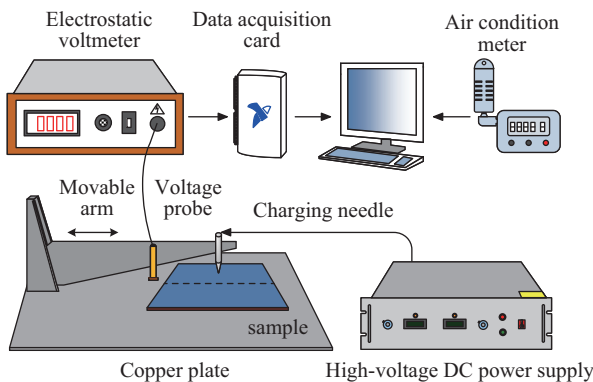 Electrostatic
voltmeter
Data acquisition
card
Air condition
meter
Movable
arm
Voltage
probe
Charging needle
sample
Copper plate
High-voltage DC power supply